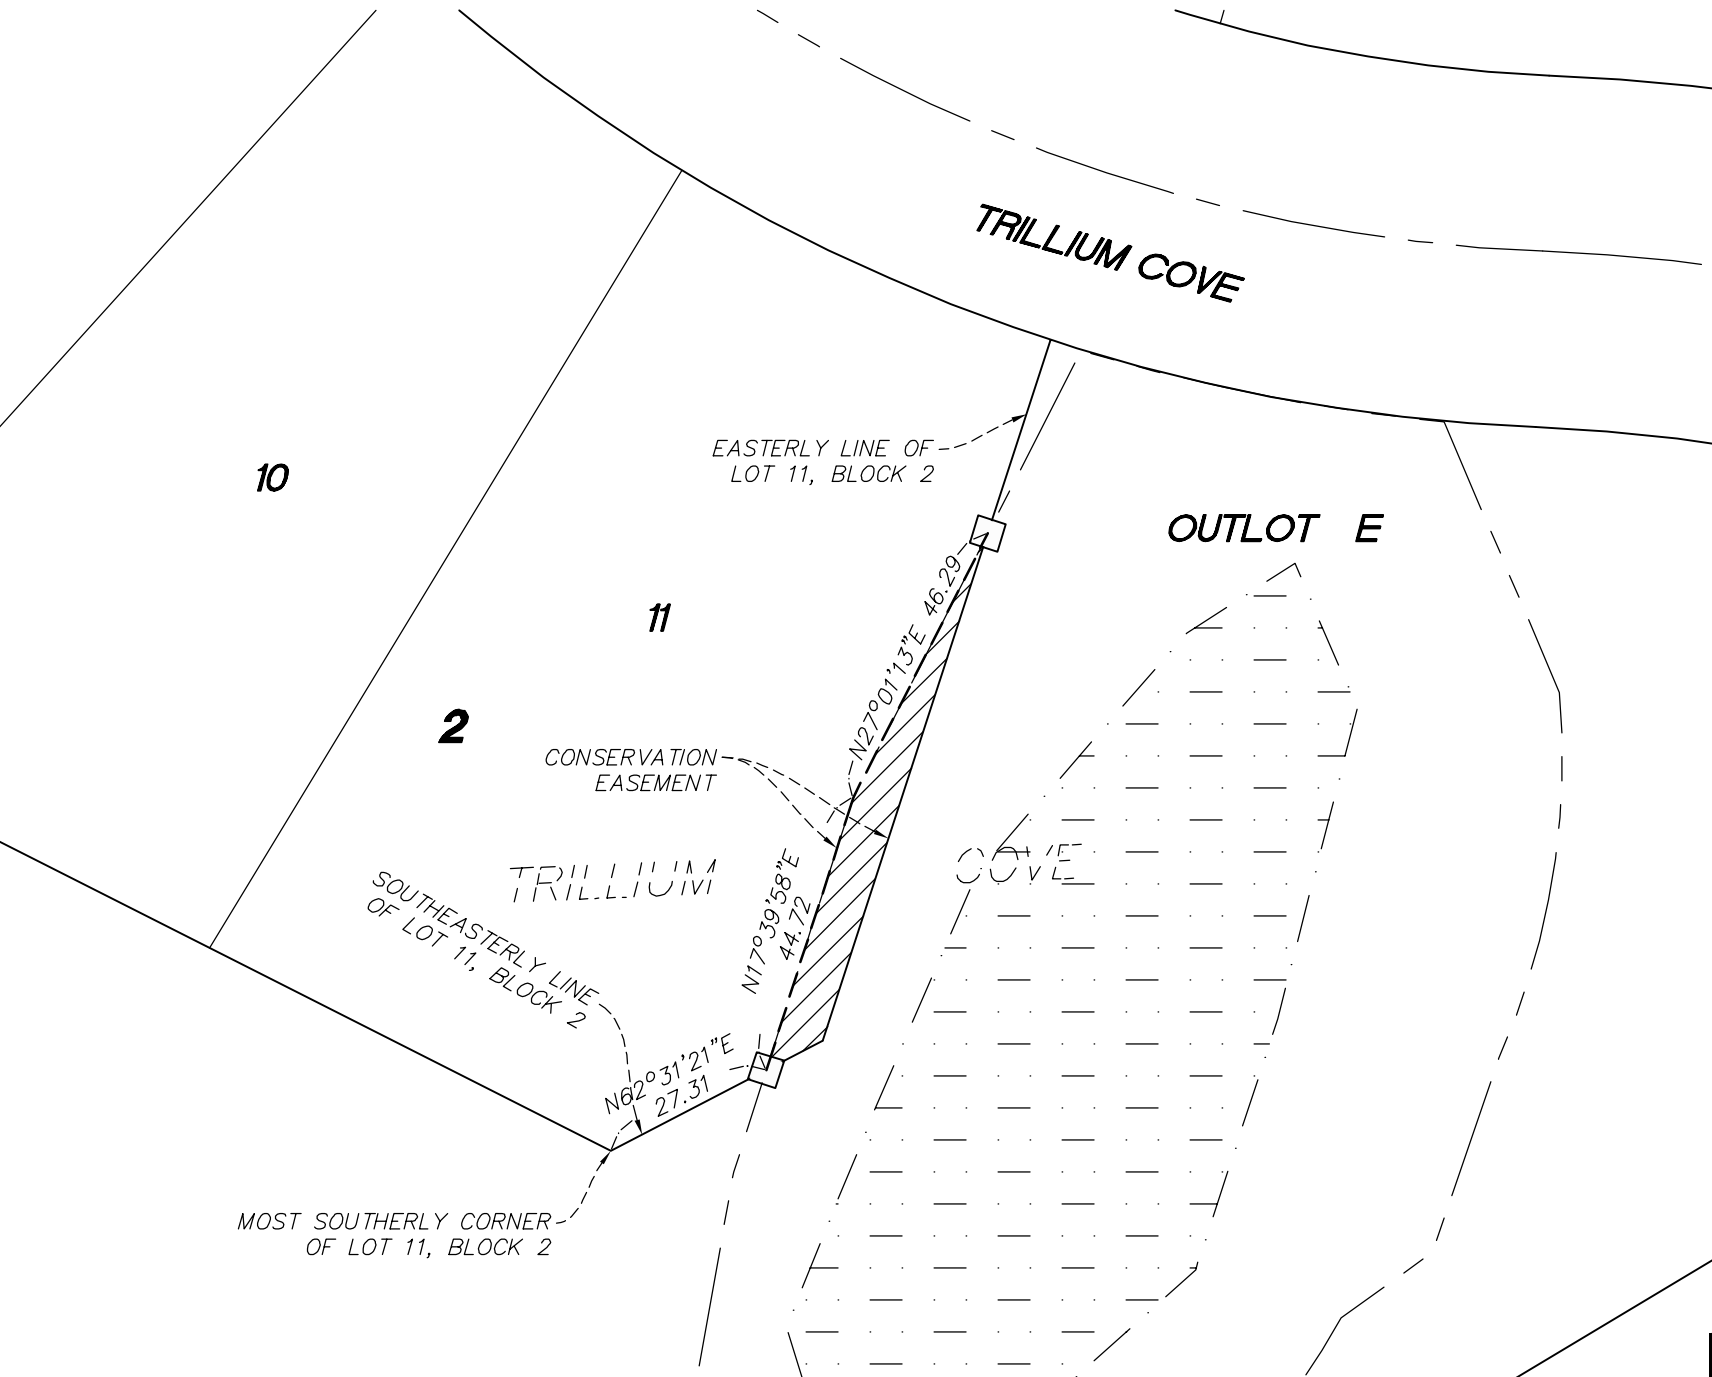 TRILLIUM COVE
EASTERLY LINE OF
LOT 11, BLOCK 2
10
OUTLOT E
N27°01'13"E 46.29
11
2
CONSERVATION
EASEMENT
TRILLIUM COVE
N17°39'58"E
44.72
SOUTHEASTERLY LINE
OF LOT 11, BLOCK 2
N62°31'21"E
27.31
MOST SOUTHERLY CORNER
OF LOT 11, BLOCK 2